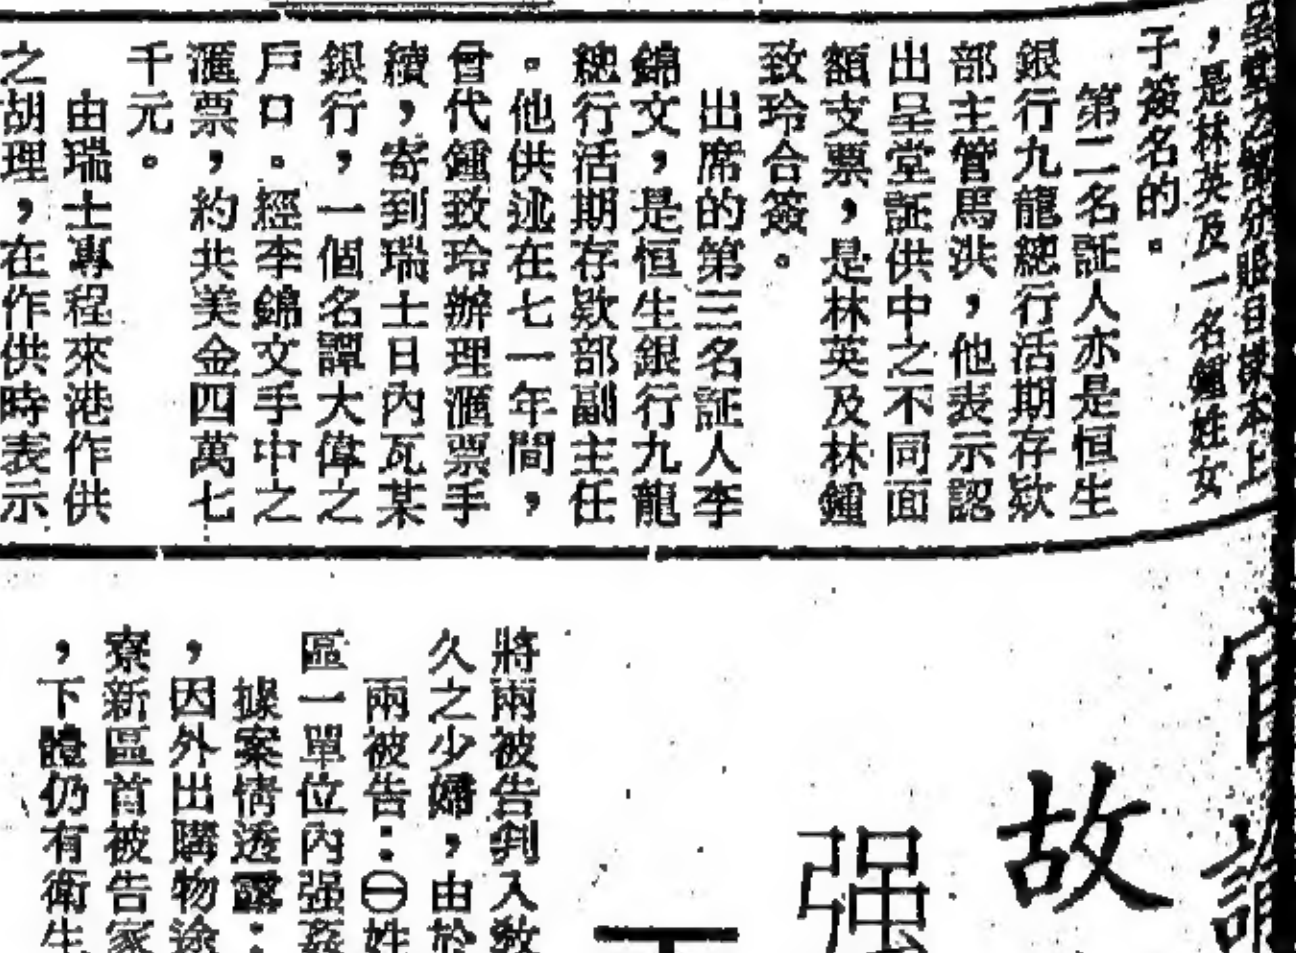 ，是林英及一名鍾姓女
子簽名的。
第二名証人亦是恒生
銀行九龍總行活期存欵
部主管馬洪，他表示認
出呈堂証供中之不同面
額支票，是林英及林鍾
致玲合簽。
出席的第三名証人李
錦文，是恒生銀行九龍
總行活期存欵部副主任
。他供述在七一年間，
曾代鍾致玲辦理滙票手
續，寄到瑞士日內瓦某
銀行，一個名譚大偉之
戶口。經李錦文手中之
滙票，約共美金四萬七
千元。
由瑞士專程來港作供
之胡理，在作供時表示
官
故
强
將兩被告判入教
久之少婦，由於
兩被告：㊀姓
區一單位內强姦
據案情透露：
，因外出購物途
寮新區首被告家
，下體仍有衛生